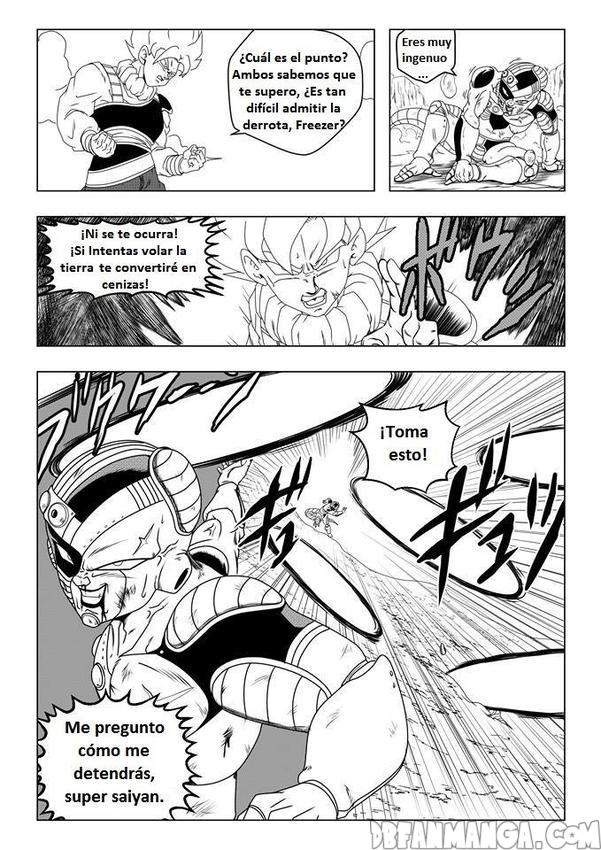 ¿Cuál es el punto?
Ambos sabemos que
te supero, ¿Es tan
difícil admitir la
derrota, Freezer?
Eres muy
ingenuo
...
¡Ni se te ocurra!
¡Si Intentas volar la
tierra te convertiré en
cenizas!
¡Toma
esto!
Me pregunto
cómo me
detendrás,
super saiyan.
DBFANMANGA.COM